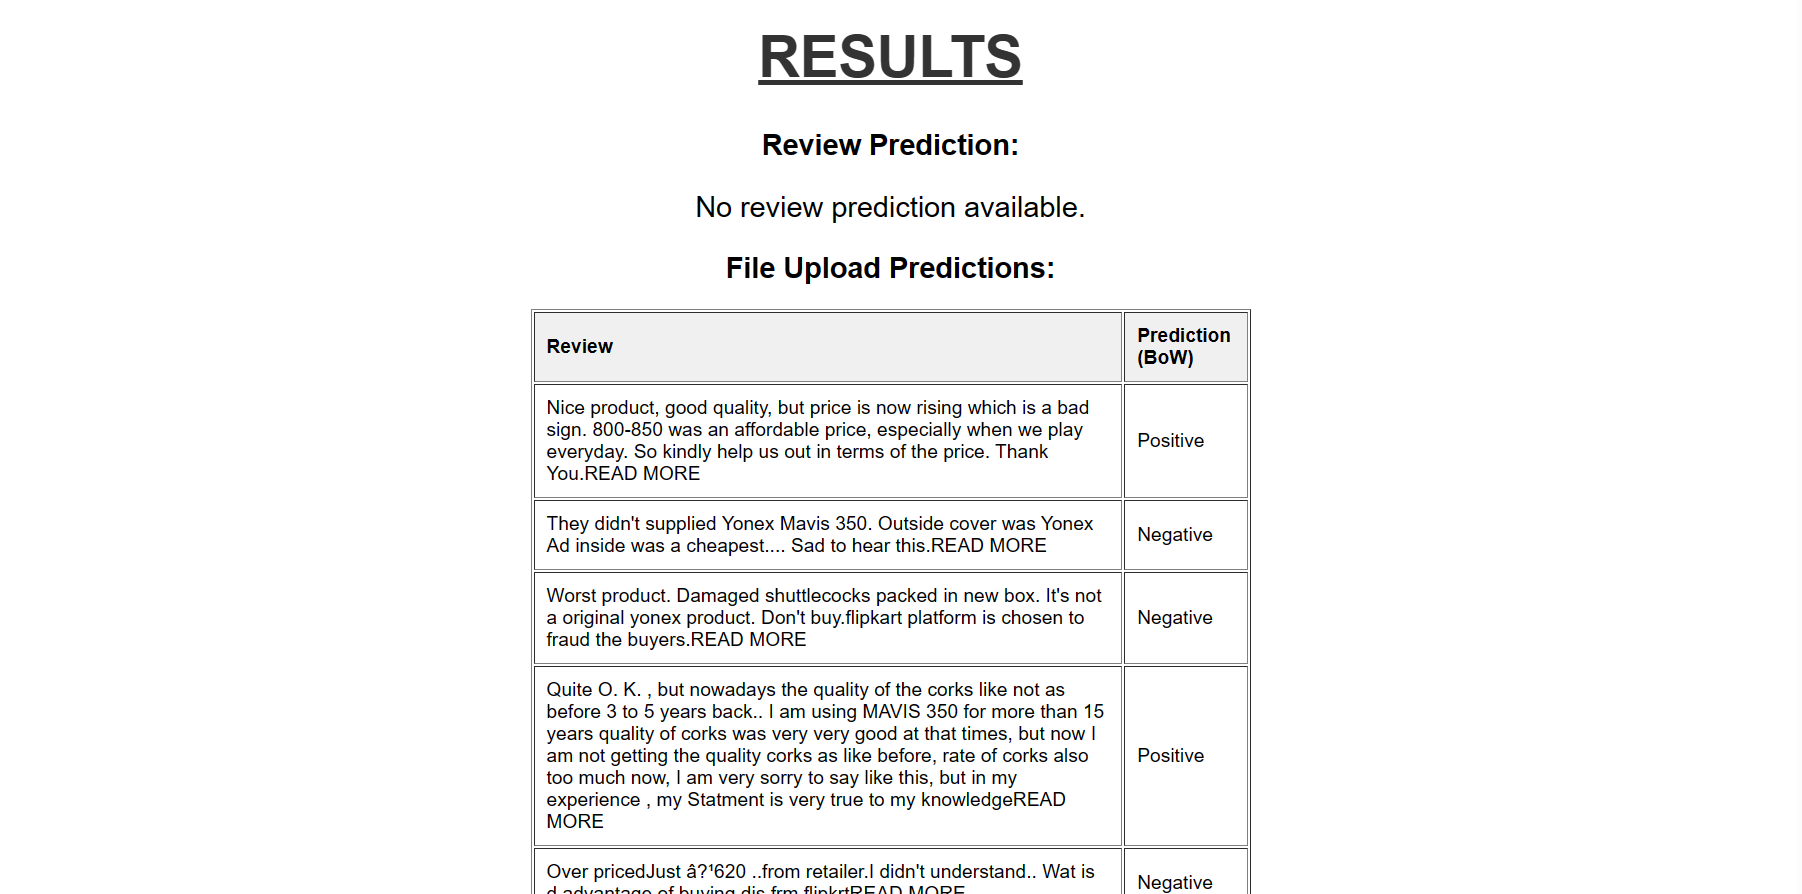 RESULTS
Review Prediction:
No review prediction available.
File Upload Predictions:
Review
Prediction
(BoW)
Nice product, good quality, but price is now rising which is a bad
sign. 800-850 was an affordable price, especially when we play
everyday. So kindly help us out in terms of the price. Thank
You.READ MORE
Positive
They didn't supplied Yonex Mavis 350. Outside cover was Yonex
Ad inside was a cheapest.... Sad to hear this.READ MORE
Negative
Worst product. Damaged shuttlecocks packed in new box. It's not
a original yonex product. Don't buy.flipkart platform is chosen to
fraud the buyers.READ MORE
Negative
Quite O. K. , but nowadays the quality of the corks like not as
before 3 to 5 years back.. I am using MAVIS 350 for more than 15
years quality of corks was very very good at that times, but now I
am not getting the quality corks as like before, rate of corks also
too much now, I am very sorry to say like this, but in my
experience , my Statment is very true to my knowledgeREAD
MORE
Positive
Over pricedJust â?¹620 ..from retailer.I didn't understand.. Wat is
d advantage of buying dis frm flipkrtREAD MORE
Negative